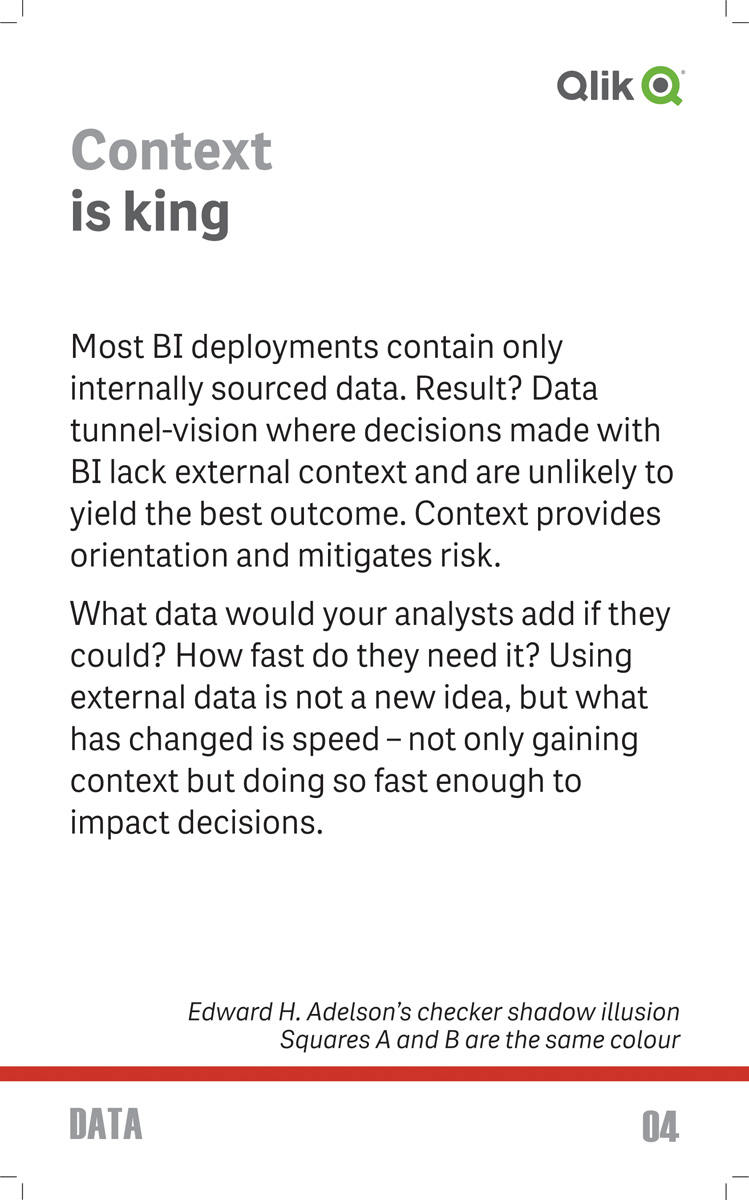 Qlik
Context
is king
Most BI deployments contain only
internally sourced data. Result? Data
tunnel-vision where decisions made with
BI lack external context and are unlikely to
yield the best outcome. Context provides
orientation and mitigates risk.
What data would your analysts add if they
could? How fast do they need it? Using
external data is not a new idea, but what
has changed is speed – not only gaining
context but doing so fast enough to
impact decisions.
Edward H. Adelson’s checker shadow illusion
Squares A and B are the same colour
DATA
04